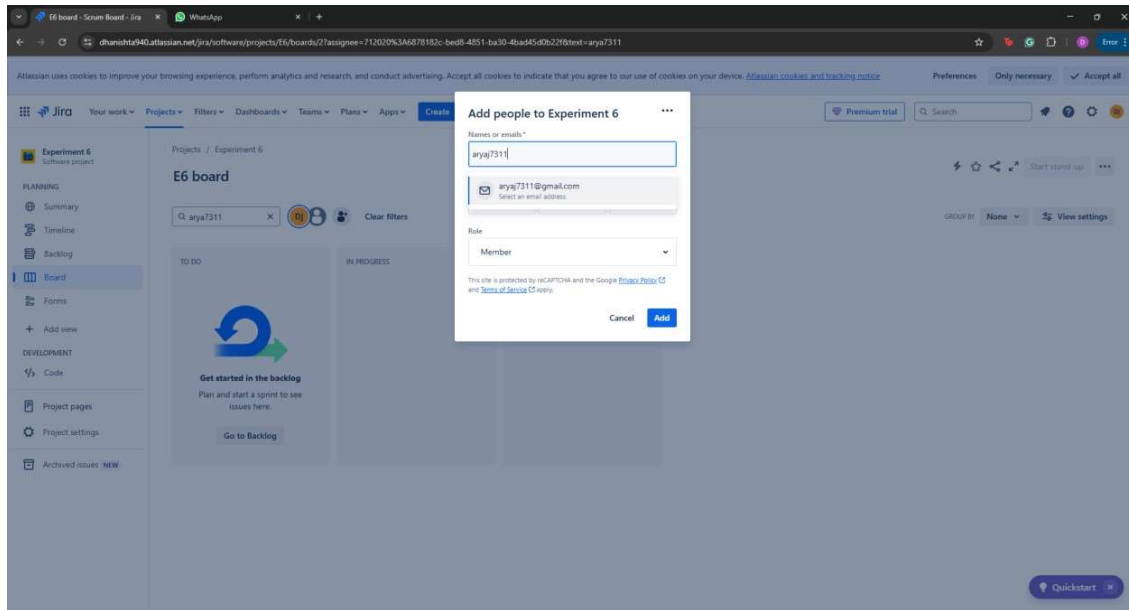 E6 board - Scrum Board - Jira
WhatsApp
dhanishta940.atlassian.net/jira/software/projects/E6/boards/2?assignee=712020%3A6878182c-bed8-4851-ba30-4bad45d0b22f&text=arya7311
Error
Atlassian uses cookies to improve your browsing experience, perform analytics and research, and conduct advertising. Accept all cookies to indicate that you agree to our use of cookies on your device. Atlassian cookies and tracking notice
Preferences
Only necessary
Accept all
Jira
Your work
Projects
Filters
Dashboards
Teams
Plans
Apps
Create
Premium trial
Search
Experiment 6
Software project
PLANNING
Summary
Timeline
Backlog
Board
Forms
Add view
DEVELOPMENT
Code
Project pages
Project settings
Archived issues NEW
Projects / Experiment 6
E6 board
arya7311
DJ
Clear filters
Start stand-up
GROUP BY
None
View settings
TO DO
IN PROGRESS
Get started in the backlog
Plan and start a sprint to see
issues here.
Go to Backlog
Add people to Experiment 6
Names or emails *
aryaj7311
aryaj7311@gmail.com
Select an email address
Role
Member
This site is protected by reCAPTCHA and the Google Privacy Policy
and Terms of Service apply.
Cancel
Add
Quickstart